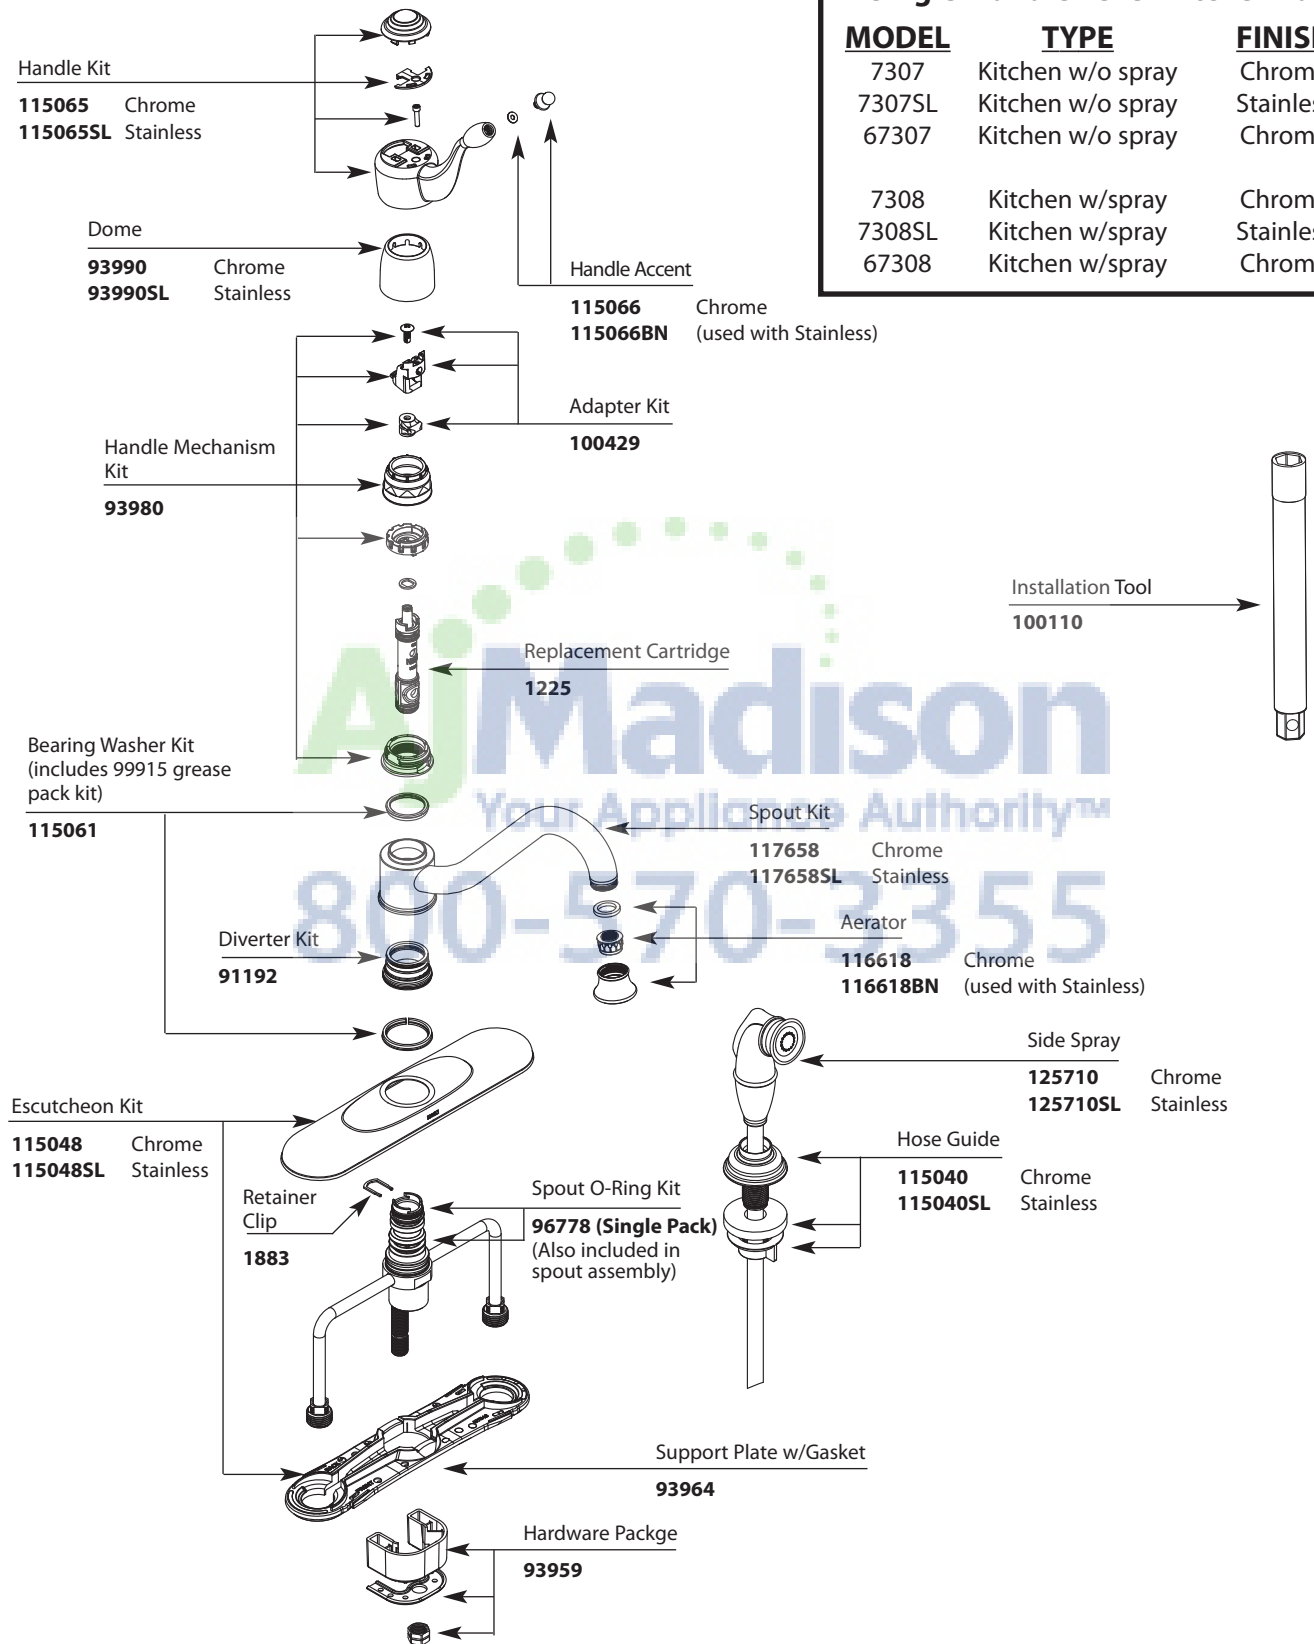 MODEL TYPE
7307 Kitchen w/o spray
7307SL Kitchen w/o spray
67307 Kitchen w/o spray
7308 Kitchen w/spray
7308SL Kitchen w/spray
67308 Kitchen w/spray
Handle Kit
115065 Chrome
115065SL Stainless
Dome
93990 Chrome
93990SL Stainless
Handle Accent
115066 Chrome
115066BN (used with Stainless)
Adapter Kit
100429
Handle Mechanism
Kit
93980
Installation Tool
100110
Replacement Cartridge
1225
AjMadison
Your Appliance Authority™
800-570-3355
Bearing Washer Kit
(includes 99915 grease
pack kit)
115061
Spout Kit
117658 Chrome
117658SL Stainless
Diverter Kit
91192
Aerator
116618 Chrome
116618BN (used with Stainless)
Side Spray
125710 Chrome
125710SL Stainless
Escutcheon Kit
115048 Chrome
115048SL Stainless
Hose Guide
115040 Chrome
115040SL Stainless
Retainer
Clip
1883
Spout O-Ring Kit
96778 (Single Pack)
(Also included in
spout assembly)
Support Plate w/Gasket
93964
Hardware Packge
93959